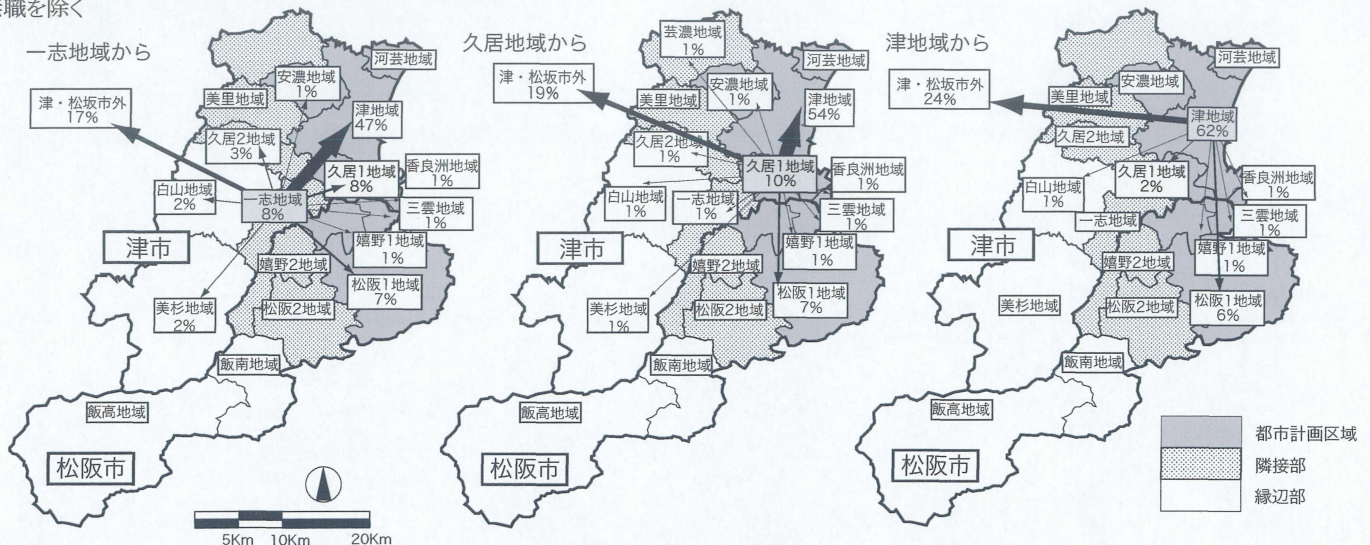 職を除く
一志地域から
津・松坂市外
17%
美里地域
安濃地域
1%
河芸地域
津地域
47%
久居2地域
3%
久居1地域
8%
香良洲地域
1%
白山地域
2%
一志地域
8%
三雲地域
1%
津市
嬉野1地域
1%
嬉野2地域
松阪1地域
7%
美杉地域
2%
松阪2地域
飯南地域
飯高地域
松阪市
5Km 10Km 20Km
久居地域から
芸濃地域
1%
河芸地域
津・松坂市外
19%
安濃地域
1%
美里地域
津地域
54%
久居2地域
1%
久居1地域
10%
香良洲地域
1%
白山地域
1%
一志地域
1%
三雲地域
1%
津市
嬉野1地域
1%
嬉野2地域
松阪1地域
7%
美杉地域
1%
松阪2地域
飯南地域
飯高地域
松阪市
津地域から
河芸地域
津・松坂市外
24%
安濃地域
美里地域
津地域
62%
久居2地域
久居1地域
2%
香良洲地域
1%
白山地域
1%
一志地域
三雲地域
1%
津市
嬉野1地域
1%
嬉野2地域
松阪1地域
6%
美杉地域
松阪2地域
飯南地域
飯高地域
松阪市
都市計画区域
隣接部
縁辺部